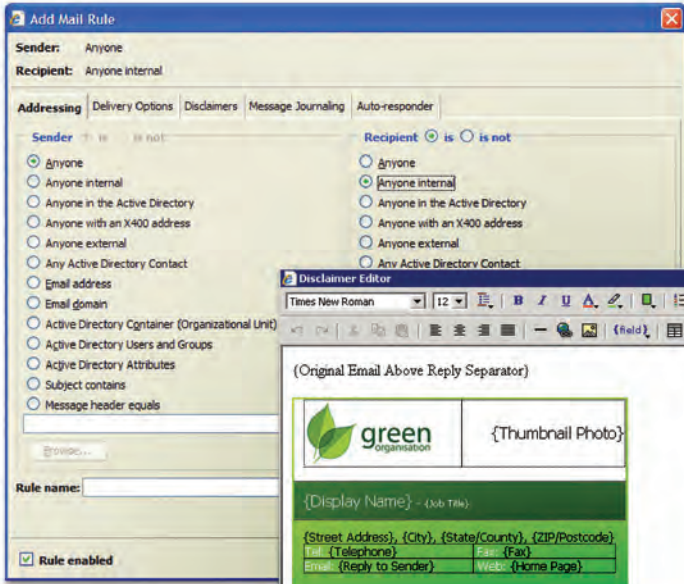 Add Mail Rule
Sender: Anyone
Recipient: Anyone internal
Addressing Delivery Options Disclaimers Message Journaling Auto-responder
Sender is is not
Anyone
Anyone internal
Anyone in the Active Directory
Anyone with an X400 address
Anyone external
Any Active Directory Contact
Email address
Email domain
Active Directory Container (Organizational Unit)
Active Directory Users and Groups
Active Directory Attributes
Subject contains
Message header equals
Browse...
Rule name:
Rule enabled
Recipient is is not
Anyone
Anyone internal
Anyone in the Active Directory
Anyone with an X400 address
Anyone external
Any Active Directory Contact
Disclaimer Editor
Times New Roman 12 B I U A
{field}
{Original Email Above Reply Separator}
green
organisation
{Thumbnail Photo}
{Display Name} - {Job Title}
{Street Address}, {City}, {State/County}, {ZIP/Postcode}
Tel: {Telephone} Fax: {Fax}
Email: {Reply to Sender} Web: {Home Page}